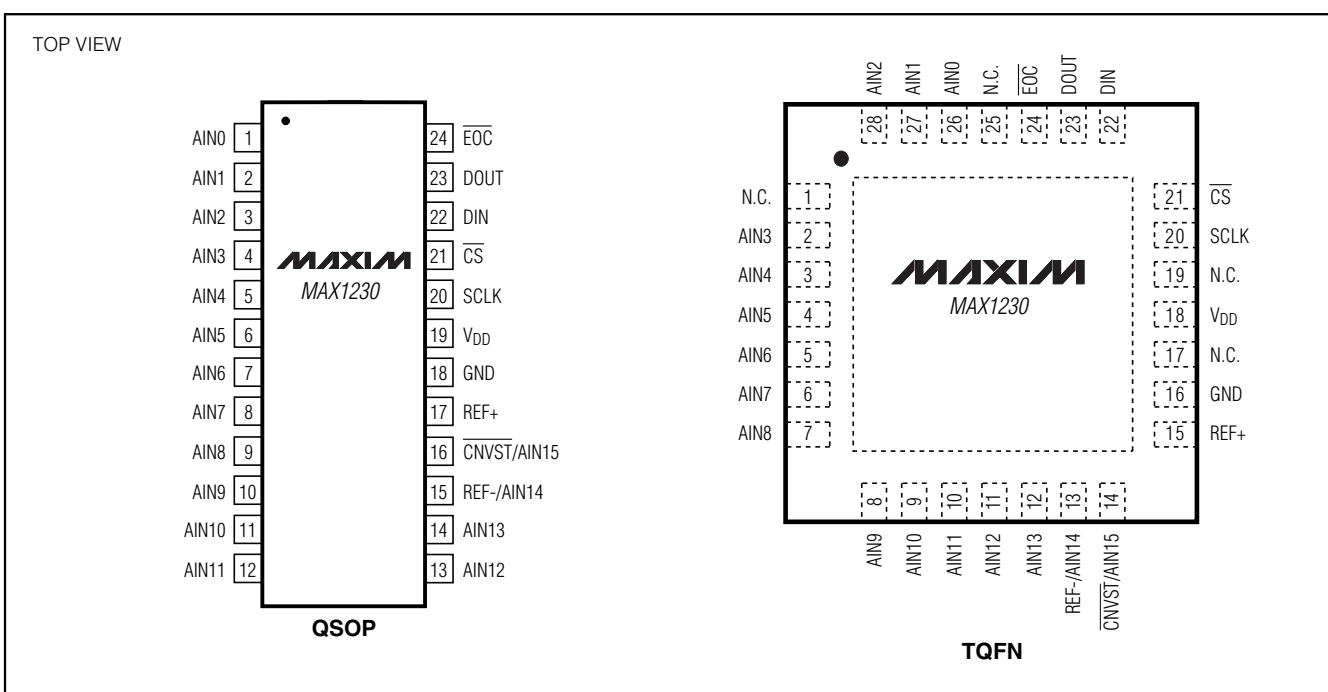 TOP VIEW
AIN0 1
AIN1 2
AIN2 3
AIN3 4
AIN4 5
AIN5 6
AIN6 7
AIN7 8
AIN8 9
AIN9 10
AIN10 11
AIN11 12
MAXIM
MAX1230
24 EOC
23 DOUT
22 DIN
21 CS
20 SCLK
19 VDD
18 GND
17 REF+
16 CNVST/AIN15
15 REF-/AIN14
14 AIN13
13 AIN12
QSOP
AIN2 AIN1 AIN0 N.C. EOC DOUT DIN
28 27 26 25 24 23 22
N.C. 1
AIN3 2
AIN4 3
AIN5 4
AIN6 5
AIN7 6
AIN8 7
MAXIM
MAX1230
21 CS
20 SCLK
19 N.C.
18 VDD
17 N.C.
16 GND
15 REF+
8 9 10 11 12 13 14
AIN9 AIN10 AIN11 AIN12 AIN13 REF-/AIN14 CNVST/AIN15
TQFN